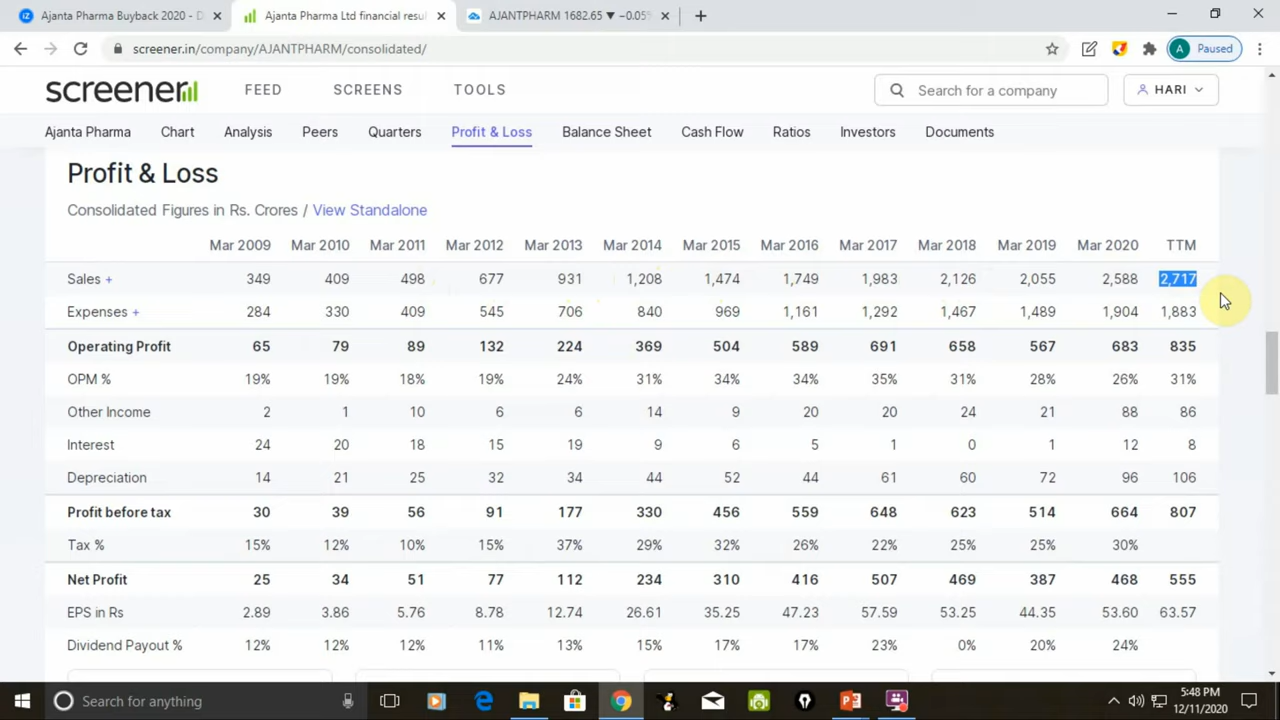 Ajanta Pharma Buyback 2020 - D
Ajanta Pharma Ltd financial resul
AJANTPHARM 1682.65 ▼ −0.05%
screener.in/company/AJANTPHARM/consolidated/
A Paused
screener
FEED SCREENS TOOLS
Search for a company
HARI
Ajanta Pharma Chart Analysis Peers Quarters Profit & Loss Balance Sheet Cash Flow Ratios Investors Documents
Profit & Loss
Consolidated Figures in Rs. Crores / View Standalone
Mar 2009 Mar 2010 Mar 2011 Mar 2012 Mar 2013 Mar 2014 Mar 2015 Mar 2016 Mar 2017 Mar 2018 Mar 2019 Mar 2020 TTM
Sales + 349 409 498 677 931 1,208 1,474 1,749 1,983 2,126 2,055 2,588 2,717
Expenses + 284 330 409 545 706 840 969 1,161 1,292 1,467 1,489 1,904 1,883
Operating Profit 65 79 89 132 224 369 504 589 691 658 567 683 835
OPM % 19% 19% 18% 19% 24% 31% 34% 34% 35% 31% 28% 26% 31%
Other Income 2 1 10 6 6 14 9 20 20 24 21 88 86
Interest 24 20 18 15 19 9 6 5 1 0 1 12 8
Depreciation 14 21 25 32 34 44 52 44 61 60 72 96 106
Profit before tax 30 39 56 91 177 330 456 559 648 623 514 664 807
Tax % 15% 12% 10% 15% 37% 29% 32% 26% 22% 25% 25% 30%
Net Profit 25 34 51 77 112 234 310 416 507 469 387 468 555
EPS in Rs 2.89 3.86 5.76 8.78 12.74 26.61 35.25 47.23 57.59 53.25 44.35 53.60 63.57
Dividend Payout % 12% 12% 12% 11% 13% 15% 17% 17% 23% 0% 20% 24%
Search for anything
5:48 PM
12/11/2020